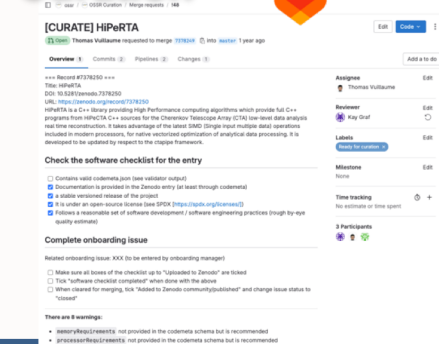 ossr / OSSR Curation / Merge requests / 148
[CURATE] HiPeRTA
Edit
Code
Open Thomas Vuillaume requested to merge 7378249 into master 1 year ago
Overview 1 Commits 2 Pipelines 2 Changes 1
Add a to do
=== Record #7378250 ===
Title: HiPeRTA
DOI: 10.5281/zenodo.7378250
URL: https://zenodo.org/record/7378250
HiPeRTA is a C++ library providing High Performance computing algorithms which provide full C++
programs from HiPeCTA C++ sources for the Cherenkov Telescope Array (CTA) low-level data analysis
real time reconstruction. It takes advantage of the latest SIMD (Single input multiple data) operations
included in modern processors, for native vectorized optimization of analytical data processing. It is
developed to be updated by respect to the ctapipe framework.
Check the software checklist for the entry
Contains valid codemeta.json (see validator output)
Documentation is provided in the Zenodo entry (at least through codemeta)
a stable versioned release of the project
It is under an open-source license (see SPDX [https://spdx.org/licenses/])
Follows a reasonable set of software development / software engineering practices (rough by-eye
quality estimate)
Complete onboarding issue
Related onboarding issue: XXX (to be entered by onboarding manager)
Make sure all boxes of the checklist up to "Uploaded to Zenodo" are ticked
Tick "software checklist completed" when done with the above
When cleared for merging, tick "Added to Zenodo community/published" and change issue status to
"closed"
There are 8 warnings:
memoryRequirements not provided in the codemeta schema but is recommended
processorRequirements not provided in the codemeta schema but is recommended
Assignee Edit
Thomas Vuillaume
Reviewer Edit
Kay Graf
Labels Edit
Ready for curation ×
Milestone Edit
None
Time tracking
No estimate or time spent
3 Participants